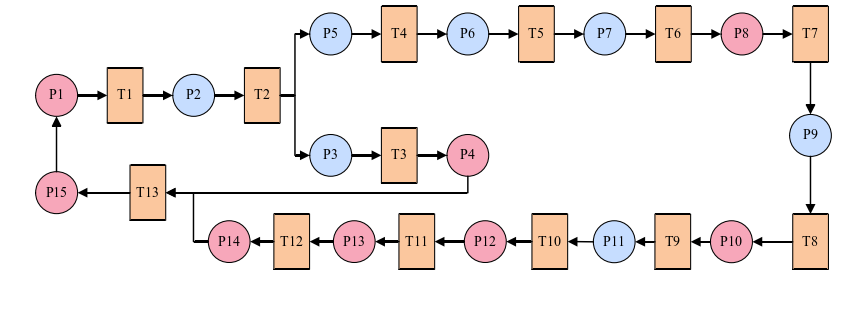 P5 T4 P6 T5 P7 T6 P8 T7
P1 T1 P2 T2
P9
P3 T3 P4
P15 T13
P14 T12 P13 T11 P12 T10 P11 T9 P10 T8